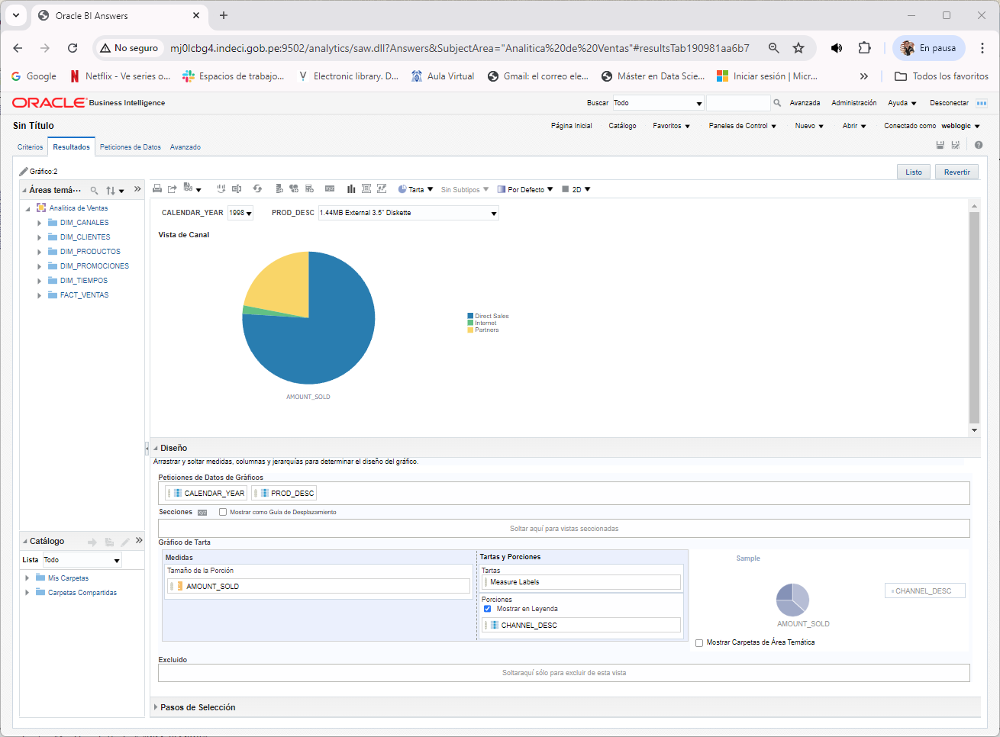 Oracle BI Answers
No seguro
mj0lcbg4.indeci.gob.pe:9502/analytics/saw.dll?Answers&SubjectArea="Analitica%20de%20Ventas"#resultsTab190981aa6b7
En pausa
Google
Netflix - Ve series o...
Espacios de trabajo...
Electronic library. D...
Aula Virtual
Gmail: el correo ele...
Máster en Data Scie...
Iniciar sesión | Micr...
Todos los favoritos
ORACLE Business Intelligence
Buscar Todo
Avanzada
Administración
Ayuda
Desconectar
Sin Título
Página Inicial
Catálogo
Favoritos
Paneles de Control
Nuevo
Abrir
Conectado como weblogic
Criterios
Resultados
Peticiones de Datos
Avanzado
Gráfico:2
Listo
Revertir
Áreas temá...
Tarta
Sin Subtipos
Por Defecto
2D
Analitica de Ventas
DIM_CANALES
DIM_CLIENTES
DIM_PRODUCTOS
DIM_PROMOCIONES
DIM_TIEMPOS
FACT_VENTAS
CALENDAR_YEAR 1998
PROD_DESC 1.44MB External 3.5" Diskette
Vista de Canal
Direct Sales
Internet
Partners
AMOUNT_SOLD
Diseño
Arrastrar y soltar medidas, columnas y jerarquías para determinar el diseño del gráfico.
Peticiones de Datos de Gráficos
CALENDAR_YEAR
PROD_DESC
Secciones
Mostrar como Guía de Desplazamiento
Soltar aquí para vistas seccionadas
Gráfico de Tarta
Medidas
Tamaño de la Porción
AMOUNT_SOLD
Tartas y Porciones
Tartas
Measure Labels
Porciones
Mostrar en Leyenda
CHANNEL_DESC
Sample
CHANNEL_DESC
AMOUNT_SOLD
Mostrar Carpetas de Área Temática
Excluido
Soltaraquí sólo para excluir de esta vista
Pasos de Selección
Catálogo
Lista Todo
Mis Carpetas
Carpetas Compartidas